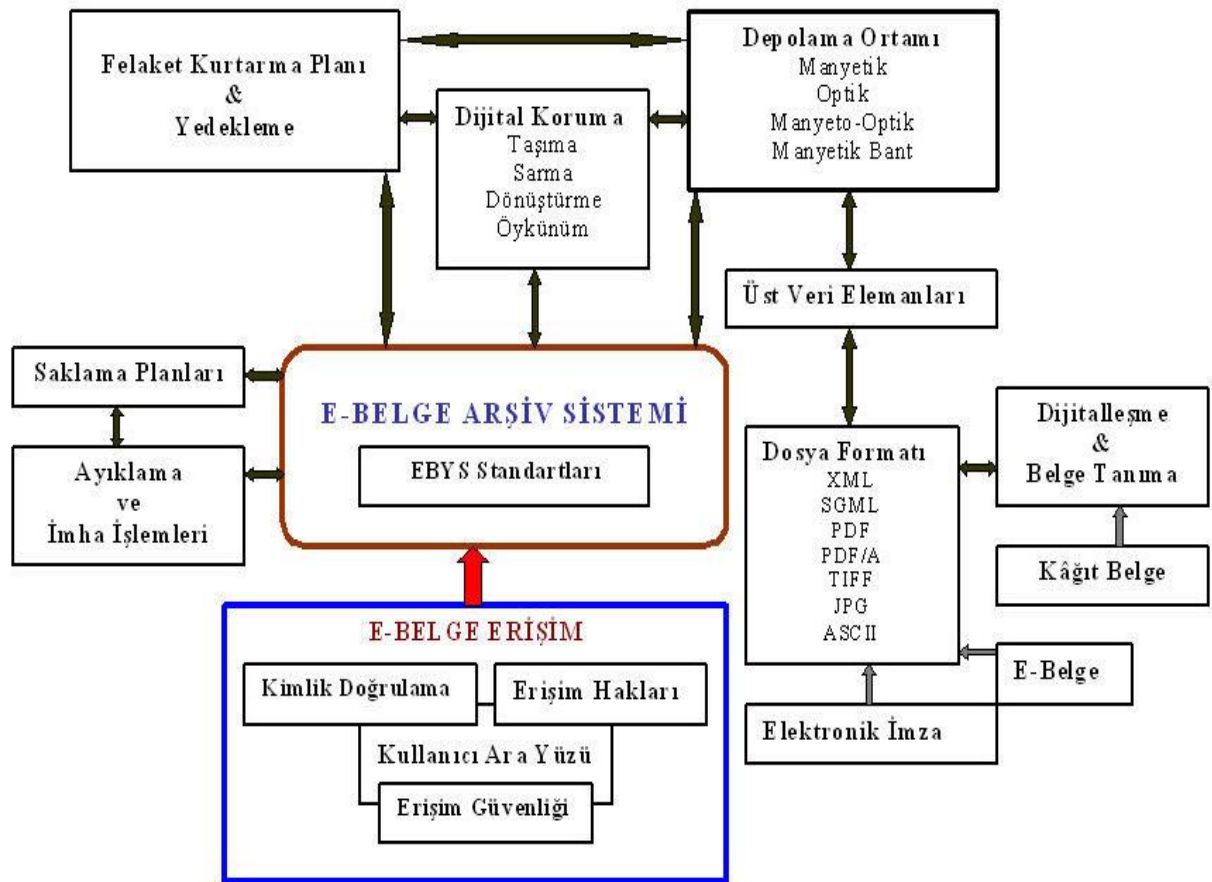 Felaket Kurtarma Planı
&
Yedekleme
Dijital Koruma
Taşıma
Sarma
Dönüştürme
Öykünüm
Depolama Ortamı
Manyetik
Optik
Manyeto-Optik
Manyetik Bant
Üst Veri Elemanları
Saklama Planları
Ayıklama
ve
İmha İşlemleri
E-BELGE ARŞİV SİSTEMİ
EBYS Standartları
Dosya Formatı
XML
SGML
PDF
PDF/A
TIFF
JPG
ASCII
Dijitalleşme
&
Belge Tanıma
Kâğıt Belge
E-Belge
Elektronik İmza
E-BELGE ERİŞİM
Kimlik Doğrulama
Erişim Hakları
Kullanıcı Ara Yüzü
Erişim Güvenliği